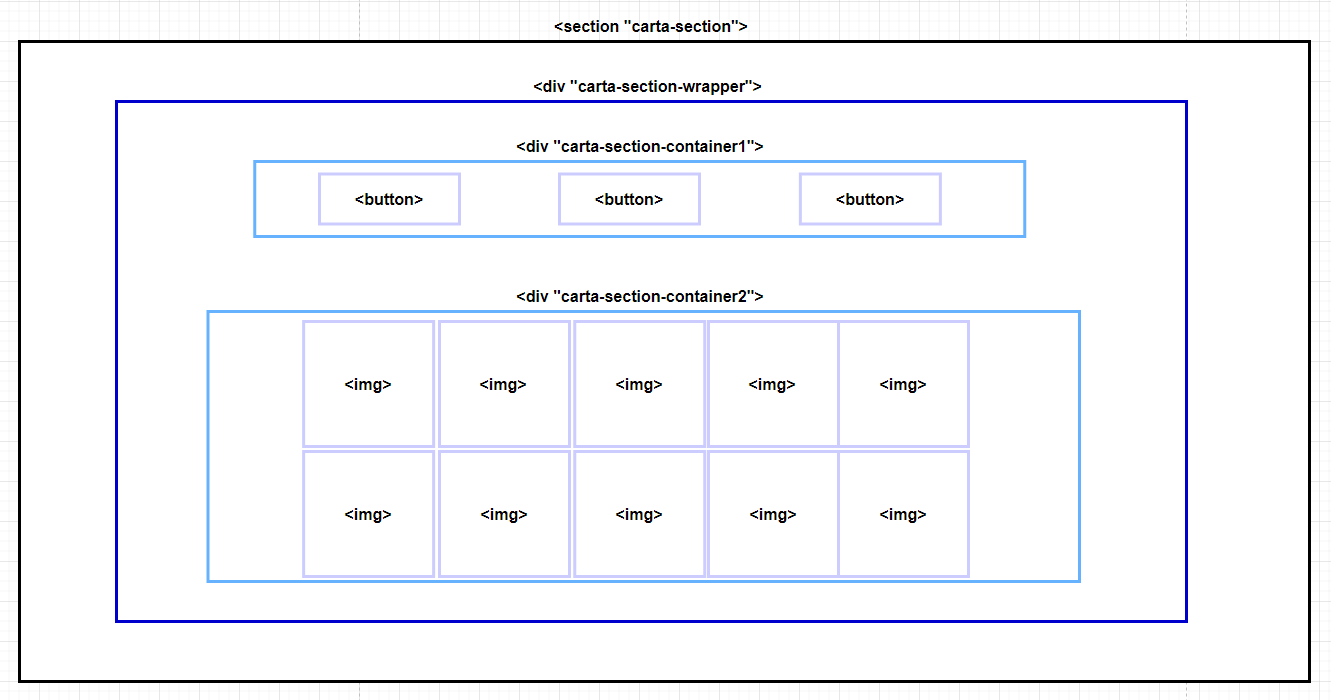 <section "carta-section">
<div "carta-section-wrapper">
<div "carta-section-container1">
<button> <button> <button>
<div "carta-section-container2">
<img> <img> <img> <img> <img>
<img> <img> <img> <img> <img>